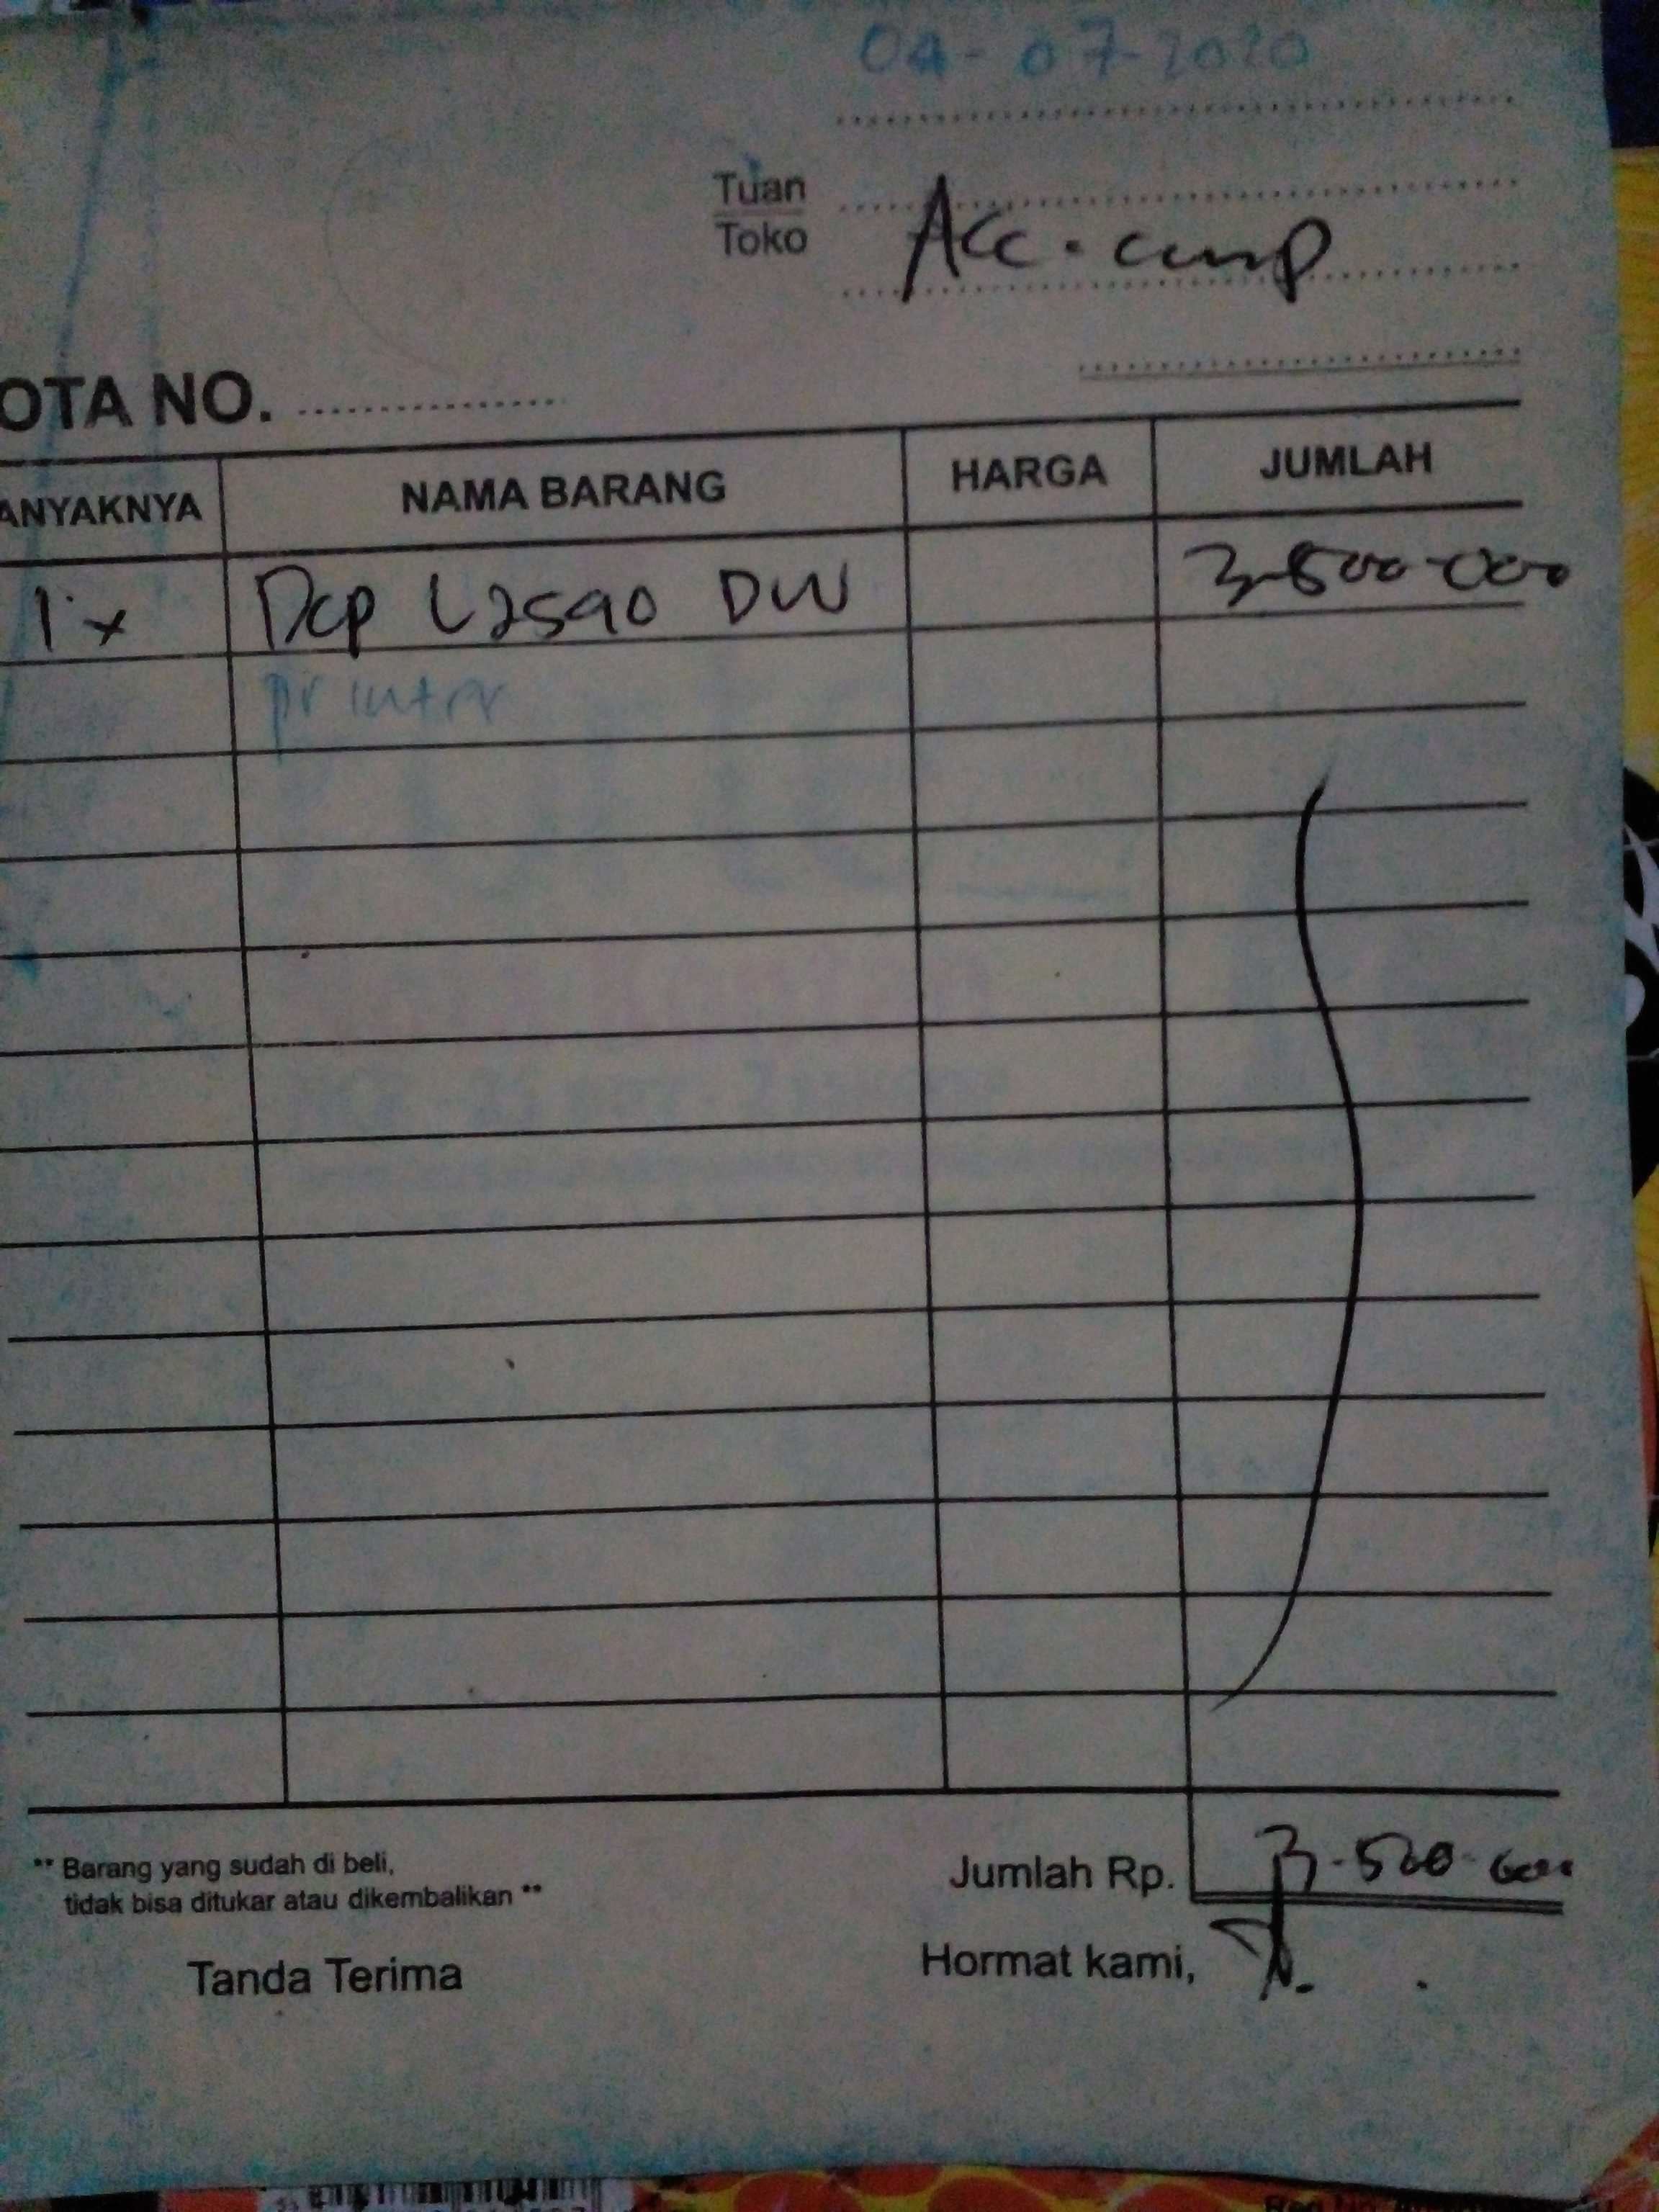 04-07-2020
Tuan
Toko
Acc. comp
OTA NO.
ANYAKNYA NAMA BARANG HARGA JUMLAH
1 x Dcp L2590 DW 3.500.000
printer
** Barang yang sudah di beli,
tidak bisa ditukar atau dikembalikan **
Jumlah Rp. 3.500.000
Tanda Terima
Hormat kami,